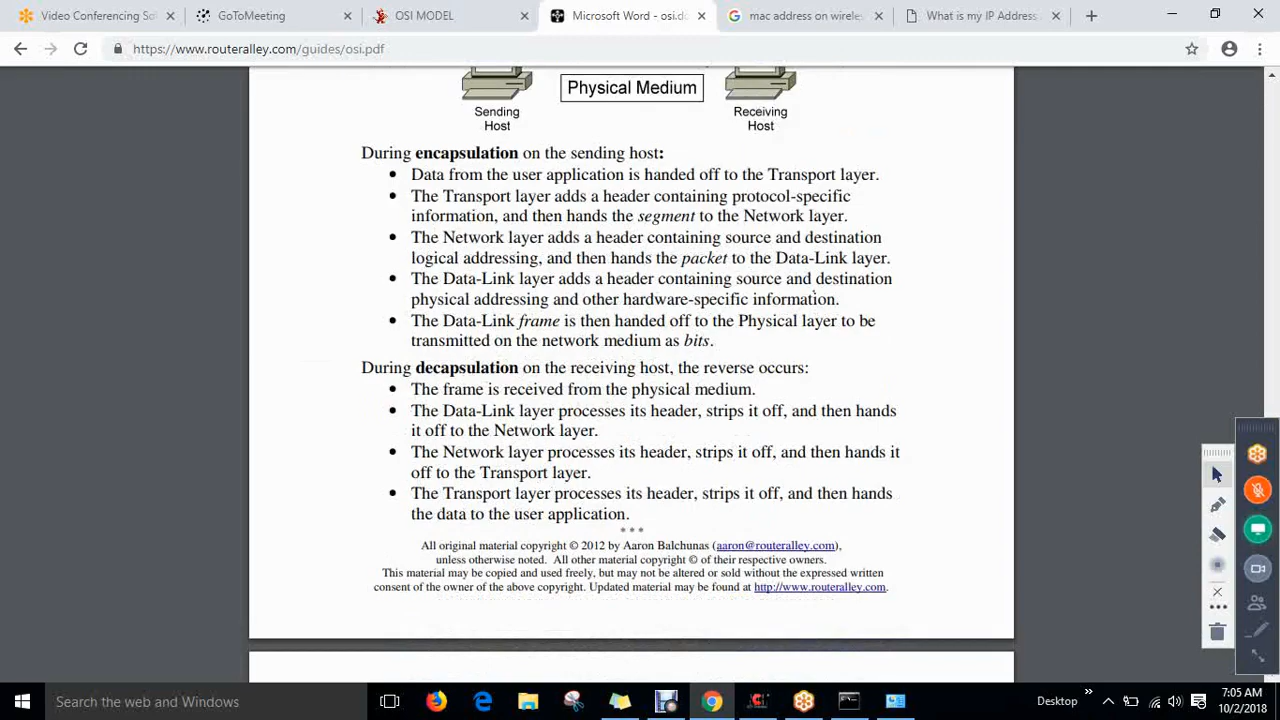 Video Conferencing So
GoToMeeting
OSI MODEL
Microsoft Word - osi.do
mac address on wirele
What is my IP Address
https://www.routeralley.com/guides/osi.pdf
Physical Medium
Sending
Host
Receiving
Host
During encapsulation on the sending host:
• Data from the user application is handed off to the Transport layer.
• The Transport layer adds a header containing protocol-specific
information, and then hands the segment to the Network layer.
• The Network layer adds a header containing source and destination
logical addressing, and then hands the packet to the Data-Link layer.
• The Data-Link layer adds a header containing source and destination
physical addressing and other hardware-specific information.
• The Data-Link frame is then handed off to the Physical layer to be
transmitted on the network medium as bits.
During decapsulation on the receiving host, the reverse occurs:
• The frame is received from the physical medium.
• The Data-Link layer processes its header, strips it off, and then hands
it off to the Network layer.
• The Network layer processes its header, strips it off, and then hands it
off to the Transport layer.
• The Transport layer processes its header, strips it off, and then hands
the data to the user application.
* * *
All original material copyright © 2012 by Aaron Balchunas (aaron@routeralley.com),
unless otherwise noted. All other material copyright © of their respective owners.
This material may be copied and used freely, but may not be altered or sold without the expressed written
consent of the owner of the above copyright. Updated material may be found at http://www.routeralley.com.
Search the web and Windows
Desktop
7:05 AM
10/2/2018